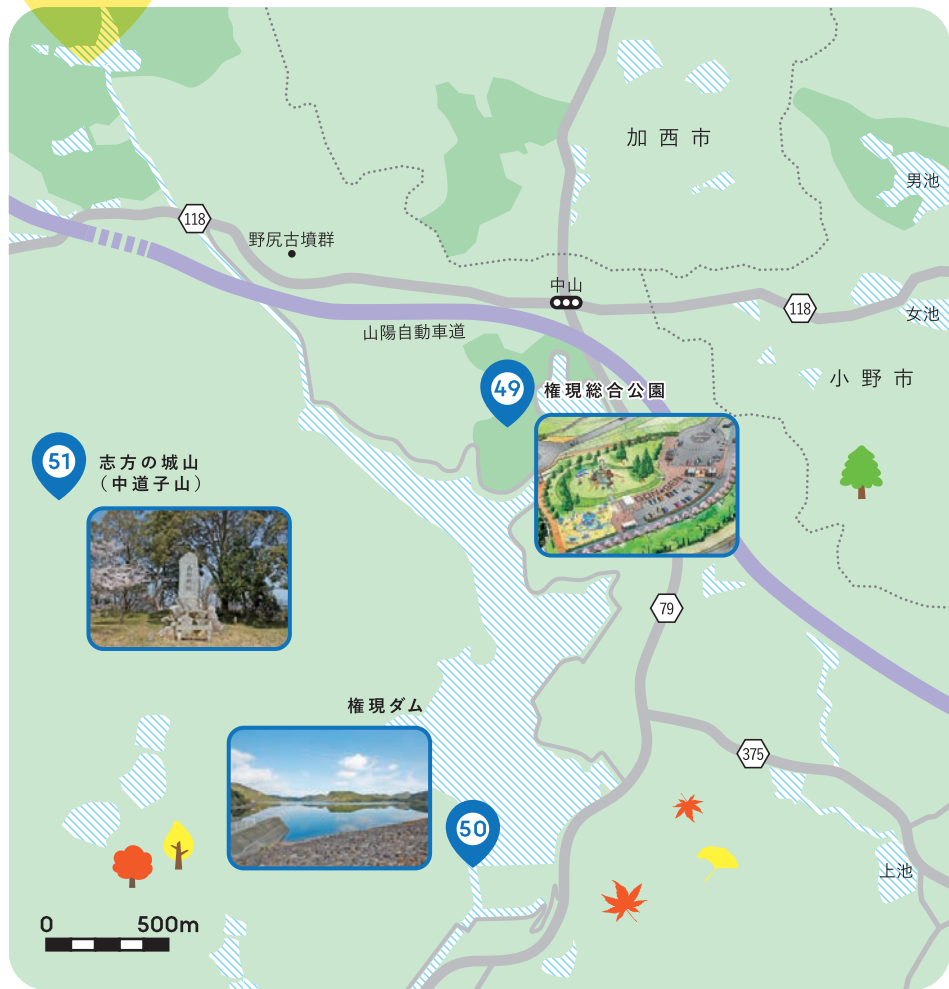 加西市
男池
118
野尻古墳群
中山
118
女池
山陽自動車道
小野市
49
権現総合公園
51
志方の城山
（中道子山）
79
権現ダム
375
50
上池
0 500m